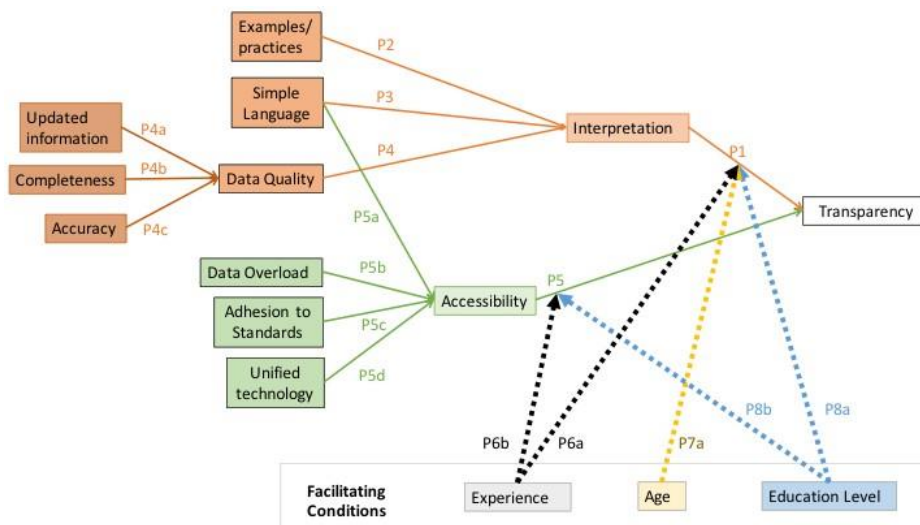 Examples/
practices
P2
Simple
Language
P3
Updated
information
P4a
Interpretation
P4
P1
Completeness
P4b
Data Quality
Accuracy
P4c
P5a
Transparency
Data Overload
P5b
P5
Accessibility
Adhesion to
Standards
P5c
Unified
technology
P5d
P8b
P8a
P6b
P6a
P7a
Facilitating
Conditions
Experience
Age
Education Level